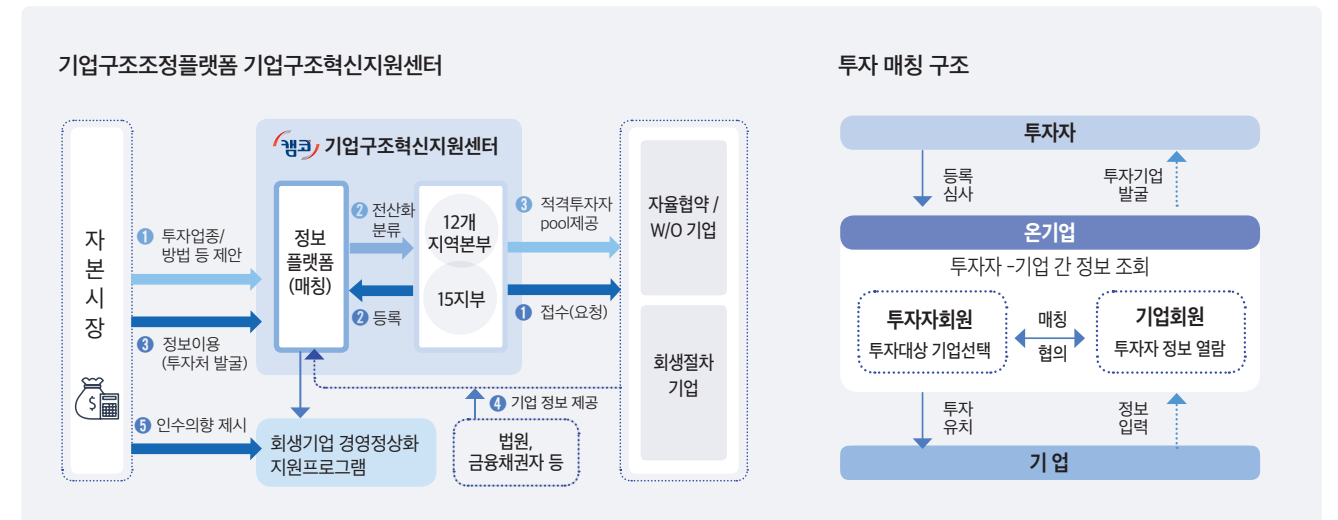 기업구조조정플랫폼 기업구조혁신지원센터
자
본
시
장
$
❶ 투자업종/
방법 등 제안
❸ 정보이용
(투자처 발굴)
❺ 인수의향 제시
캠코 기업구조혁신지원센터
정보
플랫폼
(매칭)
❷ 전산화
분류
❷ 등록
12개
지역본부
15지부
❸ 적격투자자
pool제공
❶ 접수(요청)
❹ 기업 정보 제공
회생기업 경영정상화
지원프로그램
법원,
금융채권자 등
자율협약 /
W/O 기업
회생절차
기업
투자 매칭 구조
투자자
등록
심사
투자기업
발굴
온기업
투자자 -기업 간 정보 조회
투자자회원
투자대상 기업선택
매칭
협의
기업회원
투자자 정보 열람
투자
유치
정보
입력
기 업